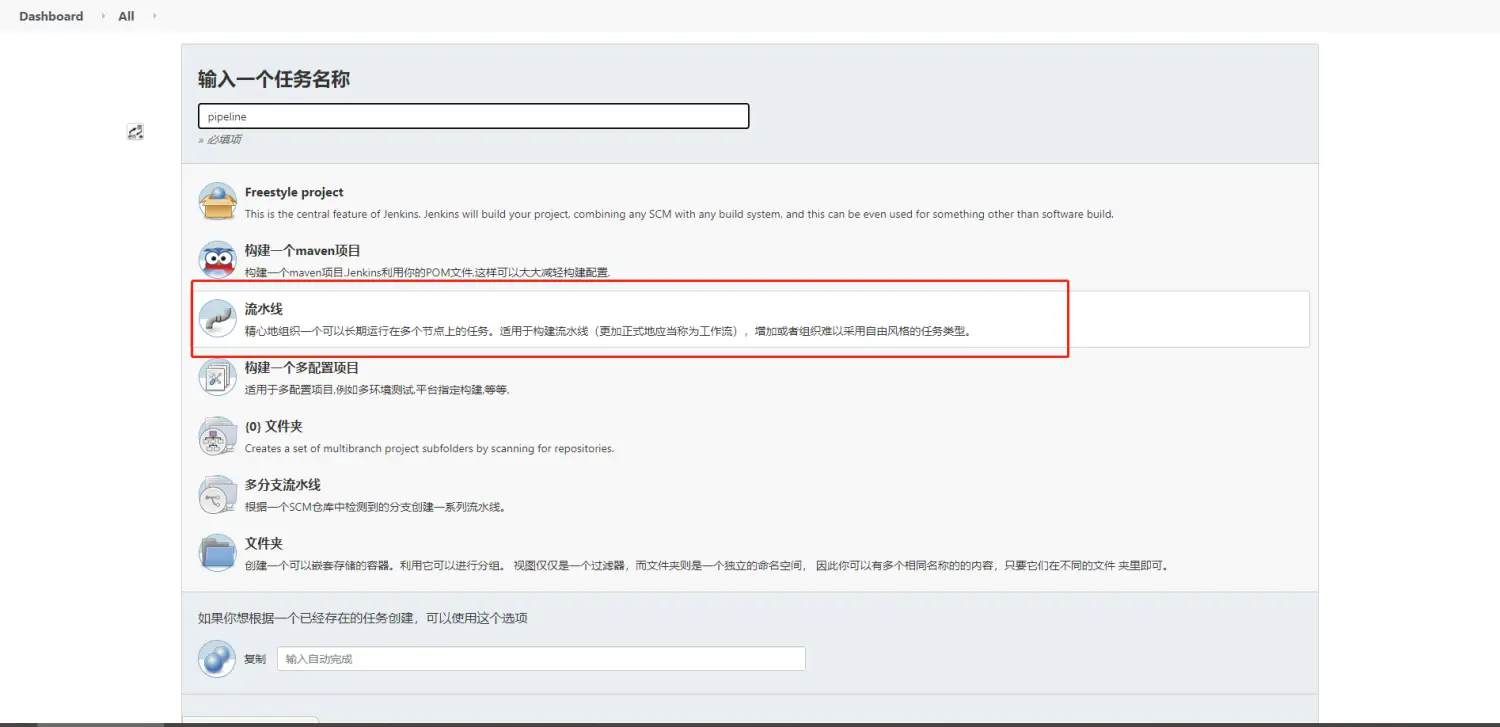 Dashboard All
输入一个任务名称
pipeline
» 必填项
Freestyle project
This is the central feature of Jenkins. Jenkins will build your project, combining any SCM with any build system, and this can be even used for something other than software build.
构建一个maven项目
构建一个maven项目.Jenkins利用你的POM文件,这样可以大大减轻构建配置.
流水线
精心地组织一个可以长期运行在多个节点上的任务。适用于构建流水线（更加正式地应当称为工作流），增加或者组织难以采用自由风格的任务类型。
构建一个多配置项目
适用于多配置项目,例如多环境测试,平台指定构建,等等.
{0} 文件夹
Creates a set of multibranch project subfolders by scanning for repositories.
多分支流水线
根据一个SCM仓库中检测到的分支创建一系列流水线。
文件夹
创建一个可以嵌套存储的容器。利用它可以进行分组。 视图仅仅是一个过滤器，而文件夹则是一个独立的命名空间， 因此你可以有多个相同名称的的内容，只要它们在不同的文件 夹里即可。
如果你想根据一个已经存在的任务创建，可以使用这个选项
复制 输入自动完成